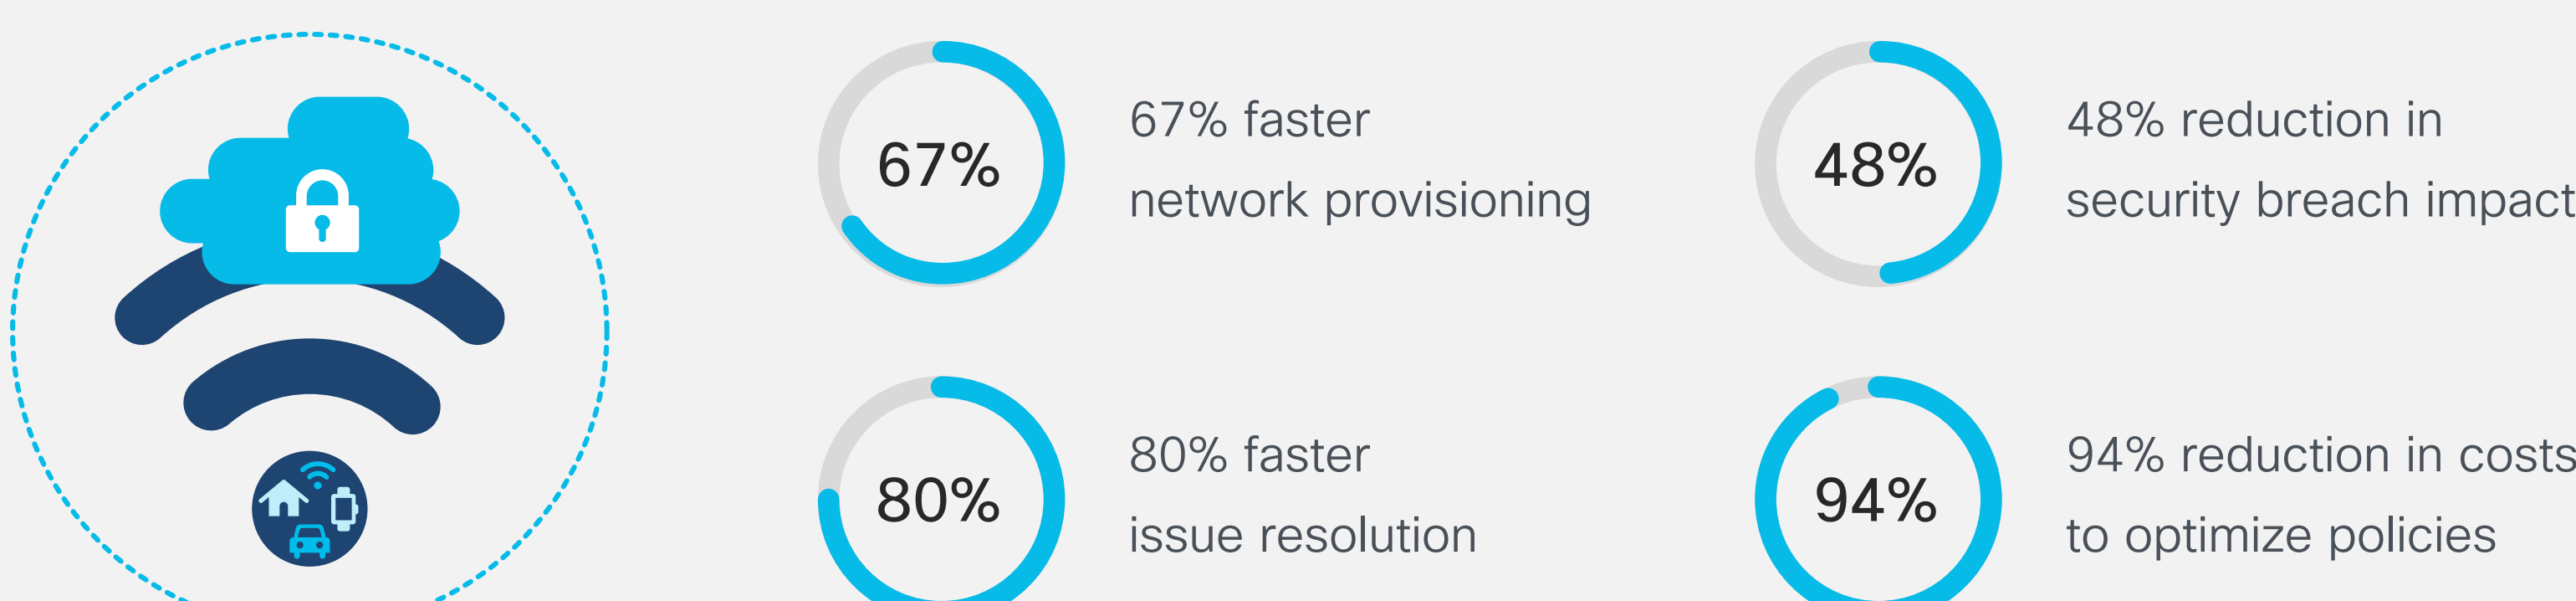 67%
67% faster
network provisioning
48%
48% reduction in
security breach impact
80%
80% faster
issue resolution
94%
94% reduction in costs
to optimize policies